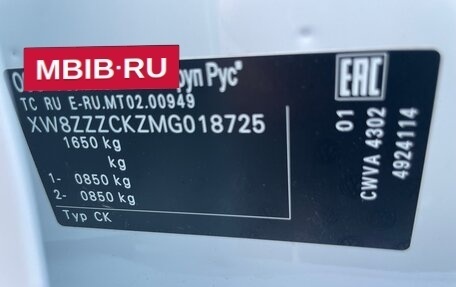 MBIB.RU
руп Рус"
ТС RU E-RU.MT02.00949
XW8ZZZCKZMG018725
1650 kg
kg
1- 0850 kg
2- 0850 kg
Typ CK
EAC
01
CWVA 4302
4924114